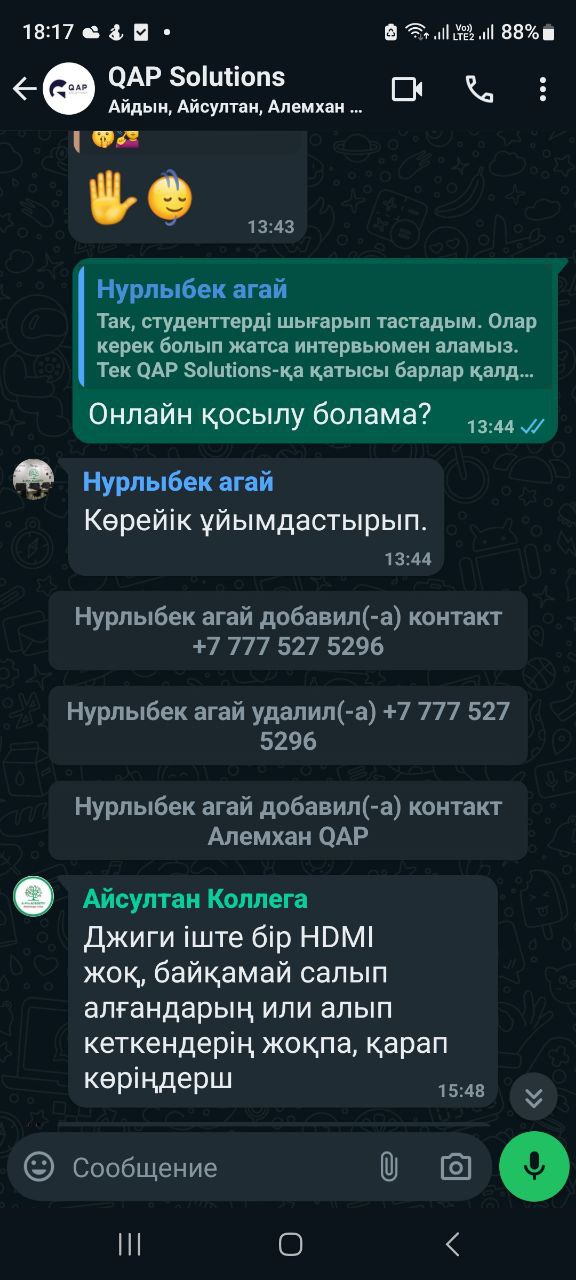 18:17
Vo))
LTE2
88%
QAP
QAP Solutions
Айдын, Айсултан, Алемхан ...
13:43
Нурлыбек агай
Так, студенттерді шығарып тастадым. Олар
керек болып жатса интервьюмен аламыз.
Тек QAP Solutions-қа қатысы барлар қалд...
Онлайн қосылу болама?
13:44
Нурлыбек агай
Көрейік ұйымдастырып.
13:44
Нурлыбек агай добавил(-а) контакт
+7 777 527 5296
Нурлыбек агай удалил(-а) +7 777 527
5296
Нурлыбек агай добавил(-а) контакт
Алемхан QAP
Айсултан Коллега
Джиги іште бір HDMI
жоқ, байқамай салып
алғандарың или алып
кеткендерің жоқпа, қарап
көріңдерш
15:48
Сообщение